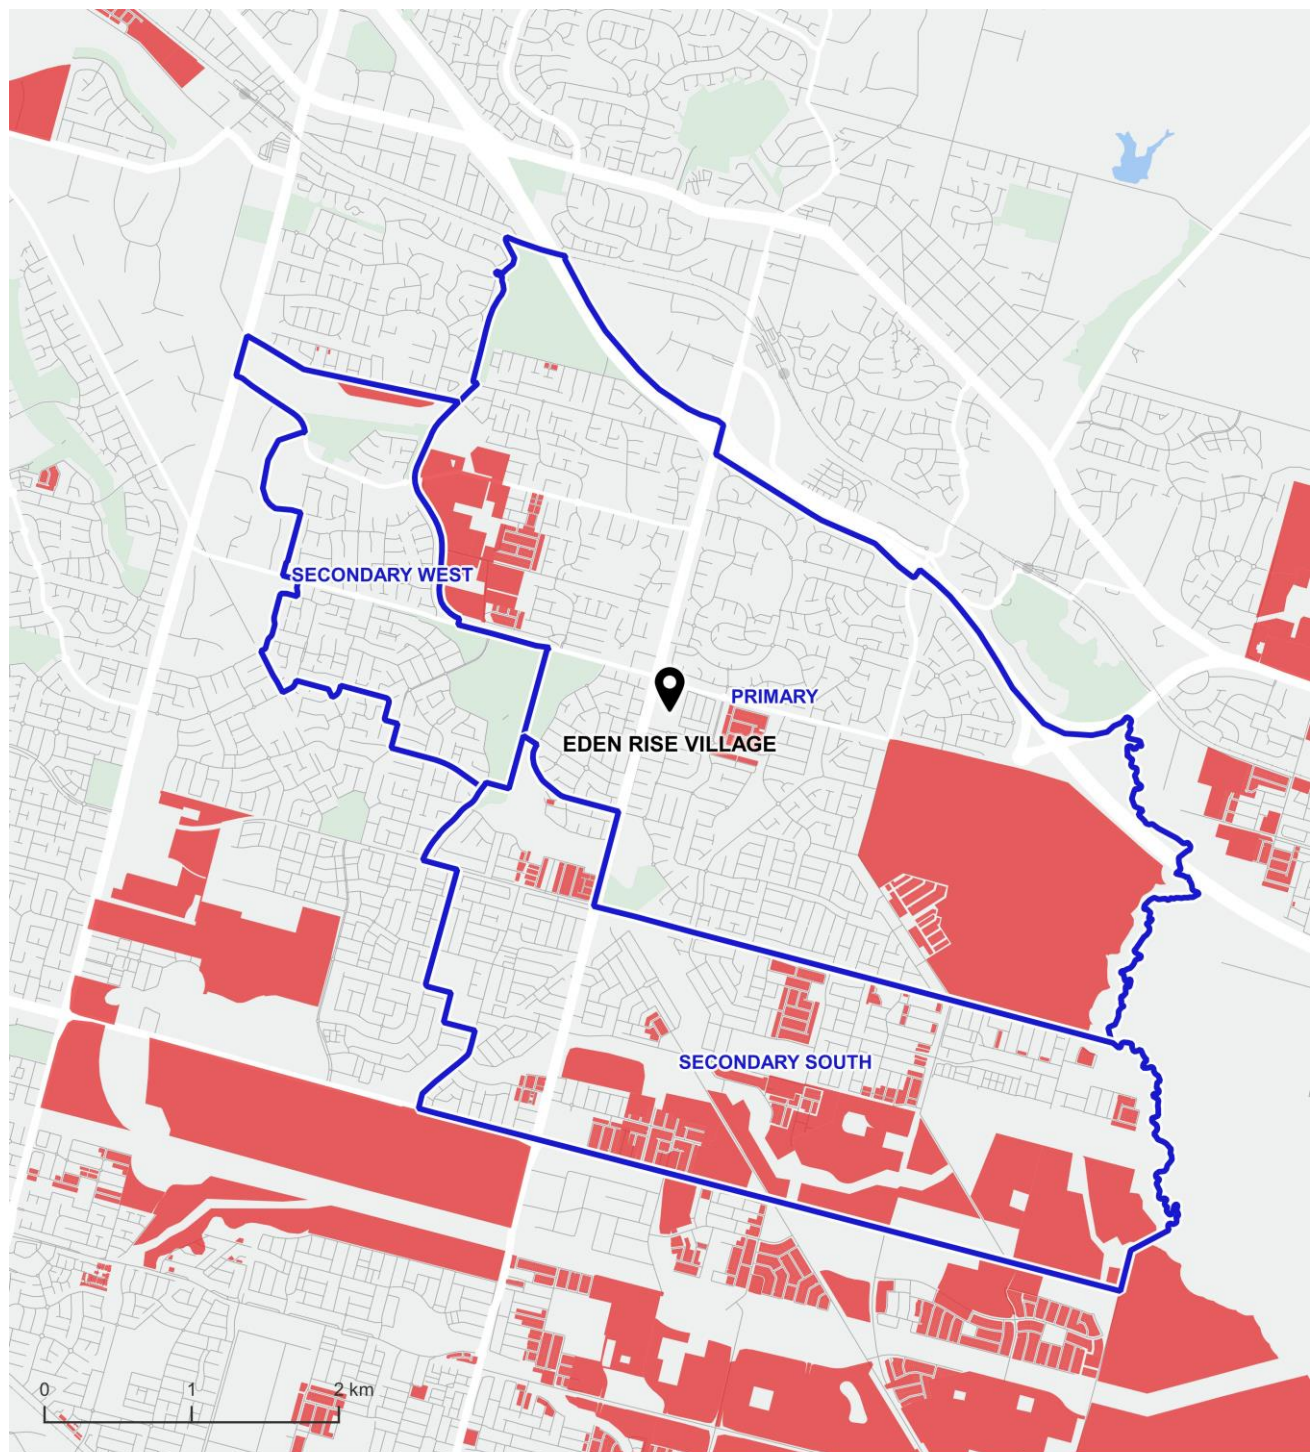 SECONDARY WEST
PRIMARY
EDEN RISE VILLAGE
SECONDARY SOUTH
0 1 2 km